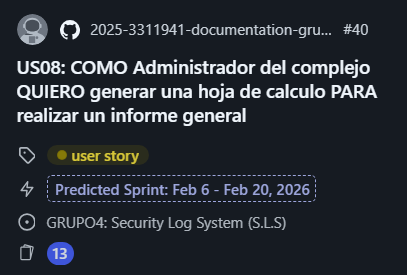 2025-3311941-documentation-gru... #40
US08: COMO Administrador del complejo
QUIERO generar una hoja de calculo PARA
realizar un informe general
user story
Predicted Sprint: Feb 6 - Feb 20, 2026
GRUPO4: Security Log System (S.L.S)
13